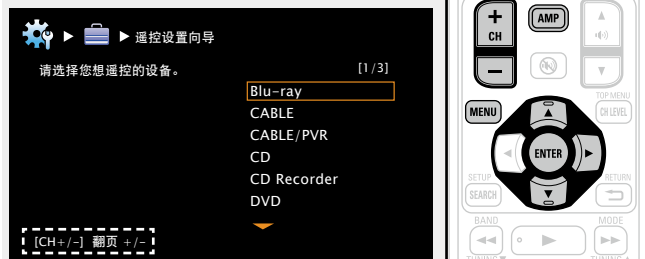 遥控设置向导
请选择您想遥控的设备。
[1/3]
Blu-ray
CABLE
CABLE/PVR
CD
CD Recorder
DVD
[CH+/-] 翻页 +/-
+
CH
-
AMP
MENU
TOP MENU
CH LEVEL
ENTER
SETUP
SEARCH
RETURN
BAND
MODE
TUNING
TUNING